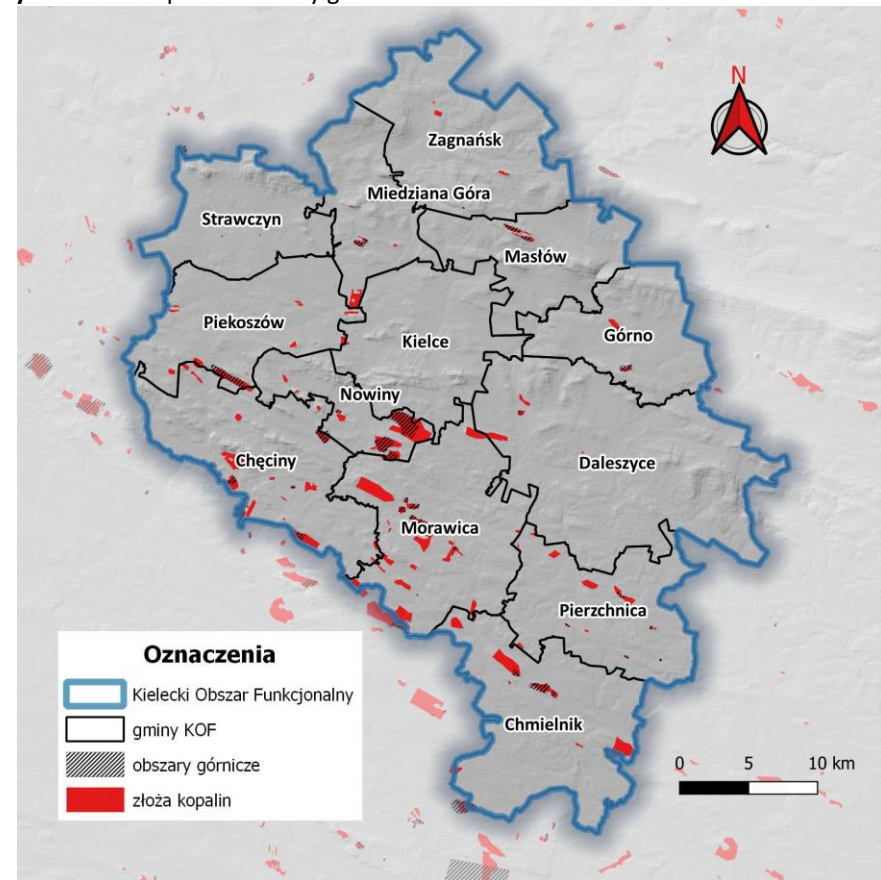 N
Zagnańsk
Miedziana Góra
Strawczyn
Masłów
Piekoszów
Kielce
Górno
Nowiny
Chęciny
Daleszyce
Morawica
Pierzchnica
Chmielnik
Oznaczenia
Kielecki Obszar Funkcjonalny
gminy KOF
obszary górnicze
złoża kopalin
0 5 10 km